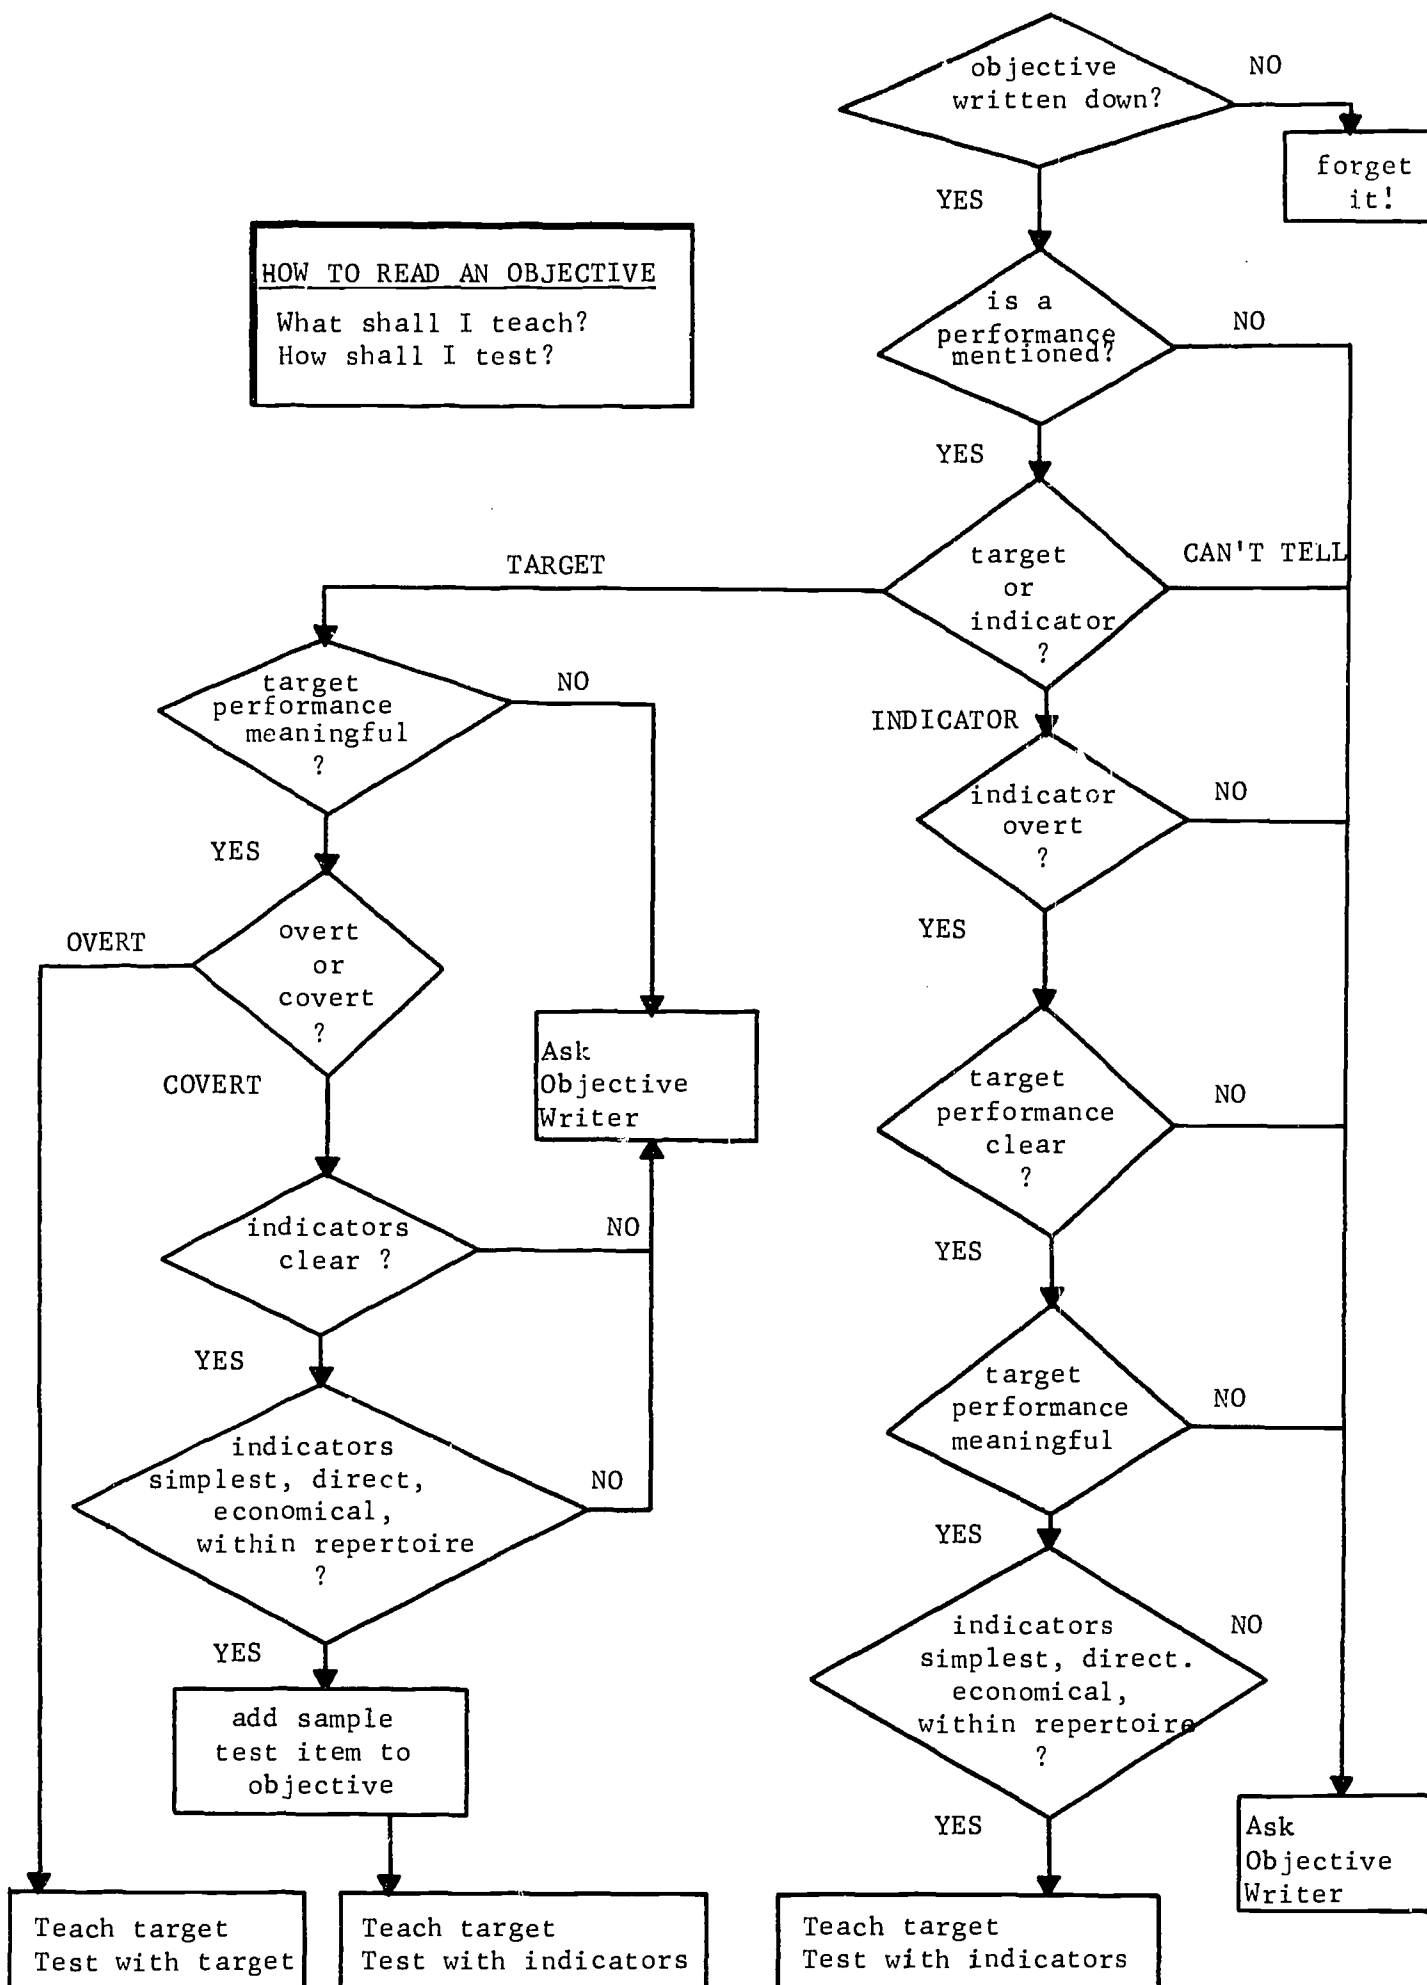 objective
written down?
NO
forget
it!
YES
HOW TO READ AN OBJECTIVE
What shall I teach?
How shall I test?
is a
performance
mentioned?
NO
YES
target
or
indicator
?
CAN'T TELL
TARGET
INDICATOR
target
performance
meaningful
?
NO
YES
overt
or
covert
?
OVERT
COVERT
Ask
Objective
Writer
indicators
clear ?
NO
YES
indicators
simplest, direct,
economical,
within repertoire
?
NO
YES
add sample
test item to
objective
Teach target
Test with target
Teach target
Test with indicators
indicator
overt
?
NO
YES
target
performance
clear
?
NO
YES
target
performance
meaningful
NO
YES
indicators
simplest, direct.
economical,
within repertoire
?
NO
YES
Teach target
Test with indicators
Ask
Objective
Writer